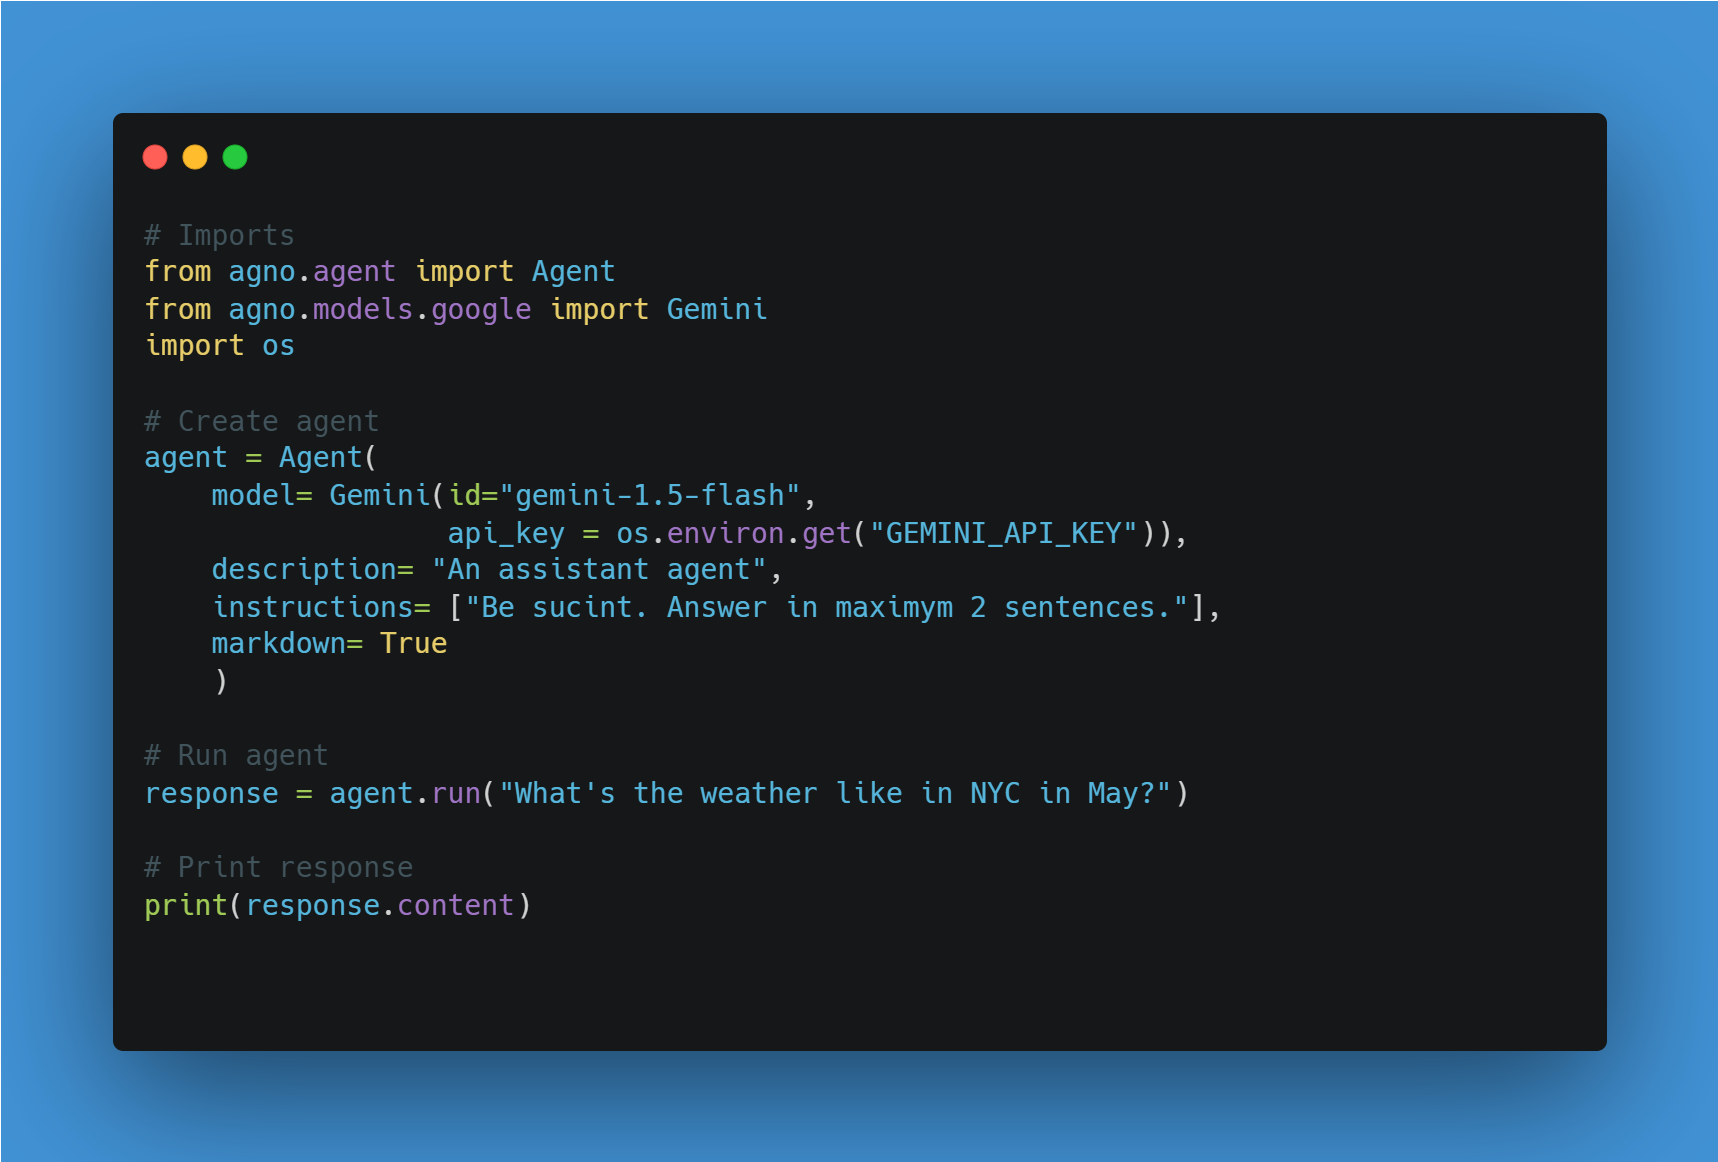 # Imports
from agno.agent import Agent
from agno.models.google import Gemini
import os
# Create agent
agent = Agent(
    model= Gemini(id="gemini-1.5-flash",
                  api_key = os.environ.get("GEMINI_API_KEY")),
    description= "An assistant agent",
    instructions= ["Be sucint. Answer in maximym 2 sentences."],
    markdown= True
    )
# Run agent
response = agent.run("What's the weather like in NYC in May?")
# Print response
print(response.content)